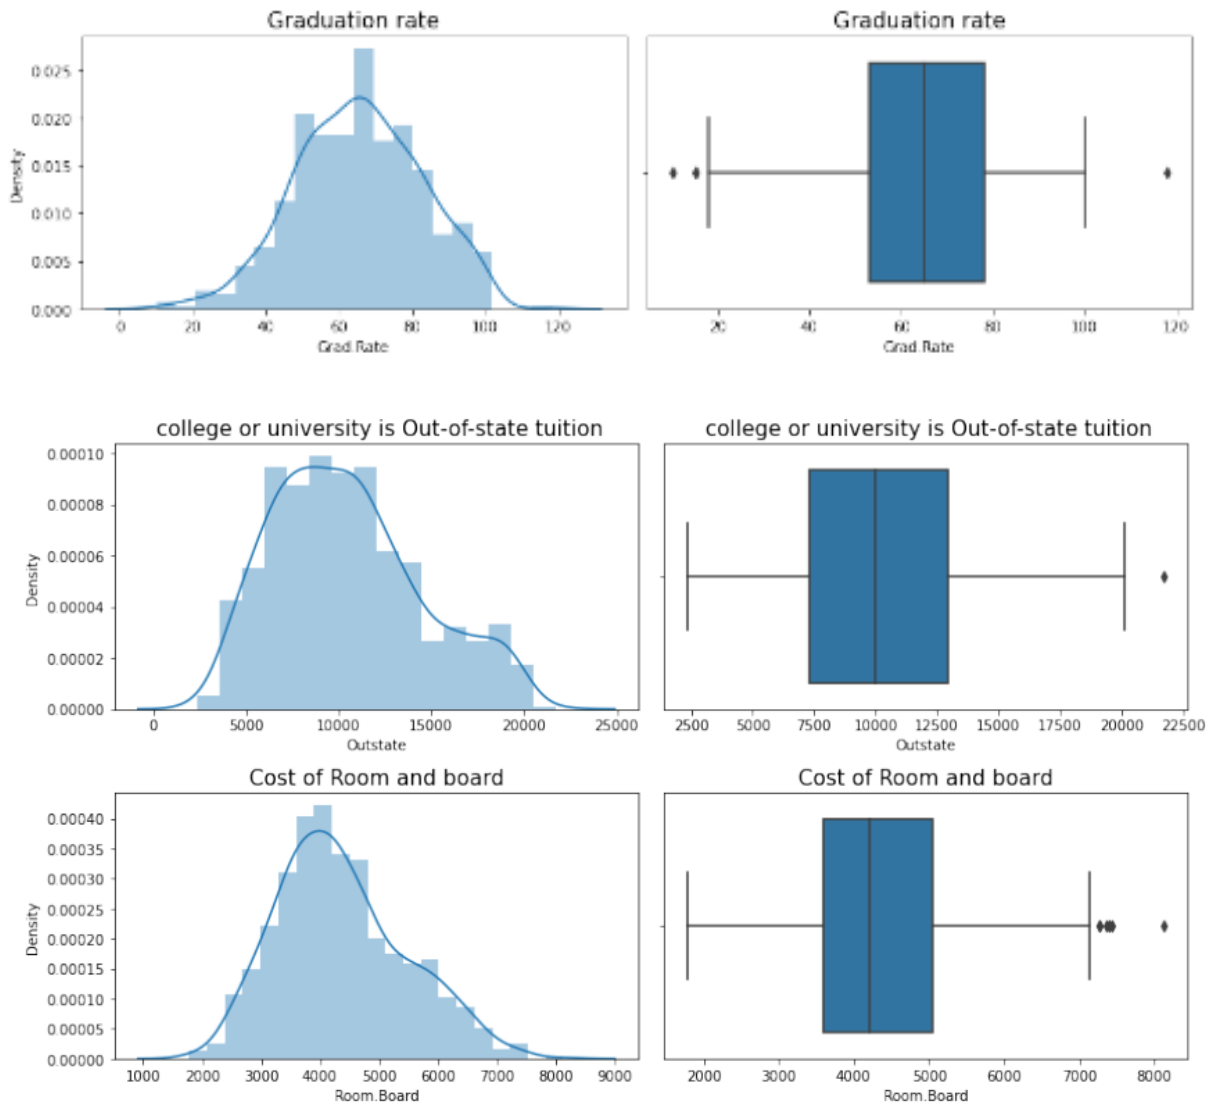 Graduation rate
Graduation rate
0.025
0.020
0.015
0.010
0.005
0.000
Density
0 20 40 60 80 100 120
Grad.Rate
20 40 60 80 100 120
Grad.Rate
college or university is Out-of-state tuition
college or university is Out-of-state tuition
0.00010
0.00008
0.00006
0.00004
0.00002
0.00000
Density
0 5000 10000 15000 20000 25000
Outstate
2500 5000 7500 10000 12500 15000 17500 20000 22500
Outstate
Cost of Room and board
Cost of Room and board
0.00040
0.00035
0.00030
0.00025
0.00020
0.00015
0.00010
0.00005
0.00000
Density
1000 2000 3000 4000 5000 6000 7000 8000 9000
Room.Board
2000 3000 4000 5000 6000 7000 8000
Room.Board